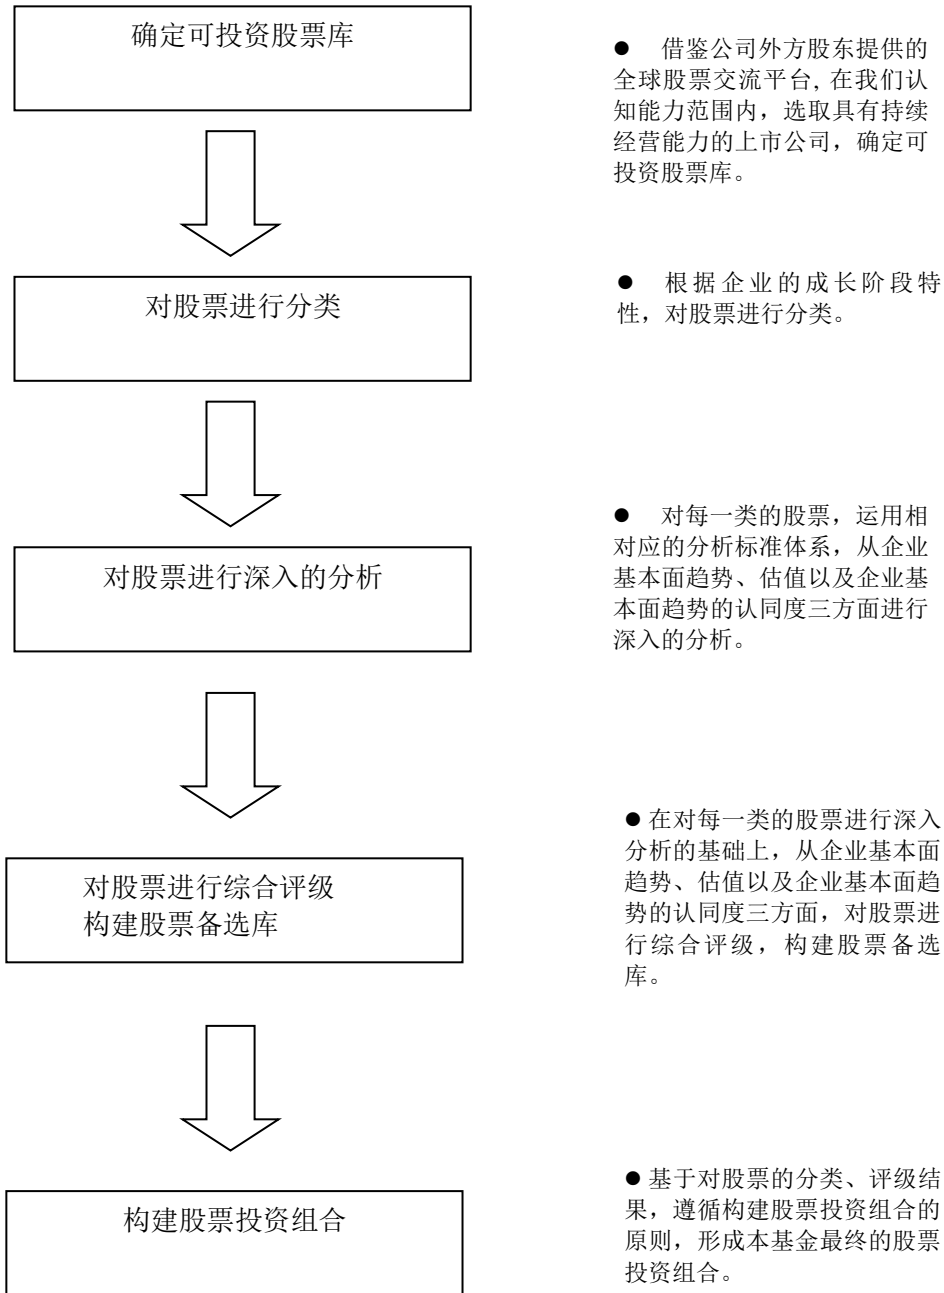 确定可投资股票库
● 借鉴公司外方股东提供的
全球股票交流平台, 在我们认
知能力范围内，选取具有持续
经营能力的上市公司，确定可
投资股票库。
对股票进行分类
● 根据企业的成长阶段特
性，对股票进行分类。
对股票进行深入的分析
● 对每一类的股票，运用相
对应的分析标准体系，从企业
基本面趋势、估值以及企业基
本面趋势的认同度三方面进行
深入的分析。
对股票进行综合评级
构建股票备选库
● 在对每一类的股票进行深入
分析的基础上，从企业基本面
趋势、估值以及企业基本面趋
势的认同度三方面，对股票进
行综合评级，构建股票备选
库。
构建股票投资组合
● 基于对股票的分类、评级结
果，遵循构建股票投资组合的
原则，形成本基金最终的股票
投资组合。